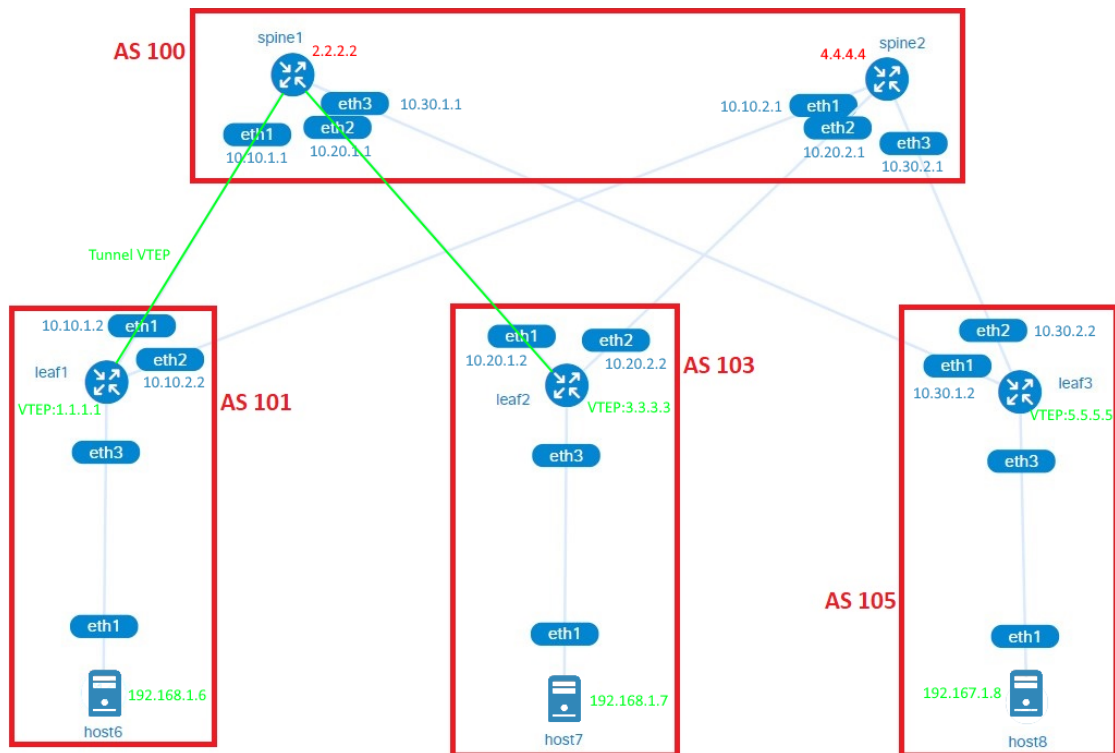 AS 100
spine1
2.2.2.2
eth3
10.30.1.1
eth1
eth2
10.10.1.1
10.20.1.1
spine2
4.4.4.4
10.10.2.1
eth1
eth2
10.20.2.1
eth3
10.30.2.1
Tunnel VTEP
10.10.1.2
eth1
eth2
10.10.2.2
leaf1
VTEP:1.1.1.1
AS 101
eth3
eth1
192.168.1.6
host6
eth1
eth2
10.20.1.2
10.20.2.2
AS 103
leaf2
VTEP:3.3.3.3
eth3
eth1
192.168.1.7
host7
eth2
10.30.2.2
eth1
10.30.1.2
leaf3
VTEP:5.5.5.5
eth3
AS 105
eth1
192.167.1.8
host8